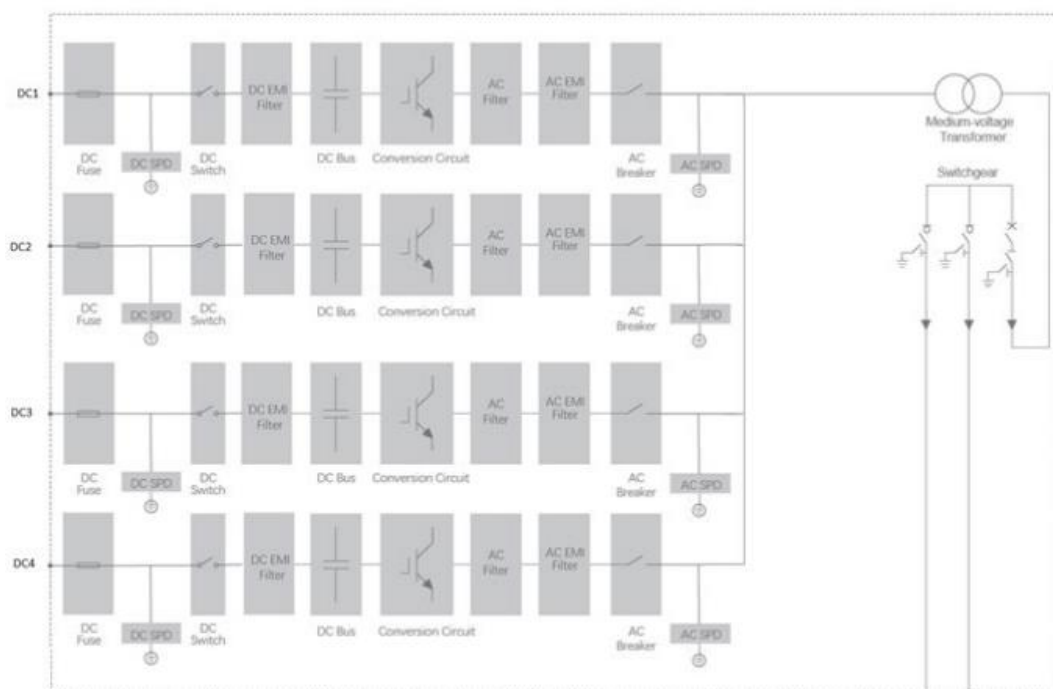 DC1
DC EMI
Filter
AC
Filter
AC EMI
Filter
DC
Fuse
DC SPD
DC
Switch
DC Bus
Conversion Circuit
AC
Breaker
AC SPD
Medium-voltage
Transformer
Switchgear
DC2
DC EMI
Filter
AC
Filter
AC EMI
Filter
DC
Fuse
DC SPD
DC
Switch
DC Bus
Conversion Circuit
AC
Breaker
AC SPD
DC3
DC EMI
Filter
AC
Filter
AC EMI
Filter
DC
Fuse
DC SPD
DC
Switch
DC Bus
Conversion Circuit
AC
Breaker
AC SPD
DC4
DC EMI
Filter
AC
Filter
AC EMI
Filter
DC
Fuse
DC SPD
DC
Switch
DC Bus
Conversion Circuit
AC
Breaker
AC SPD